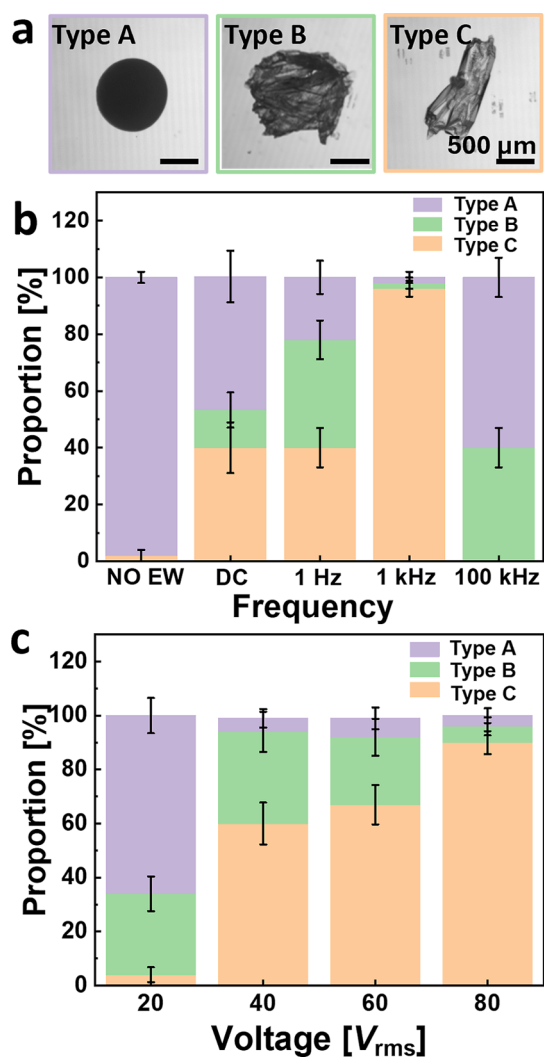 a
Type A
Type B
Type C
500 µm
b
Type A
Type B
Type C
120
100
80
60
40
20
0
Proportion [%]
NO EW
DC
1 Hz
1 kHz
100 kHz
Frequency
c
Type A
Type B
Type C
120
100
80
60
40
20
0
Proportion [%]
20
40
60
80
Voltage [Vrms]